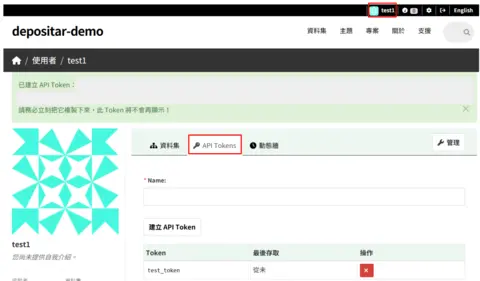 test1 0 English
depositar-demo 資料集 主題 專案 關於 支援
/ 使用者 / test1
已建立 API Token：
請務必立刻把它複製下來，此 Token 將不會再顯示！
資料集 API Tokens 動態牆 管理
* Name:
建立 API Token
Token 最後存取 操作
test_token 從未
test1
您尚未提供自我介紹。